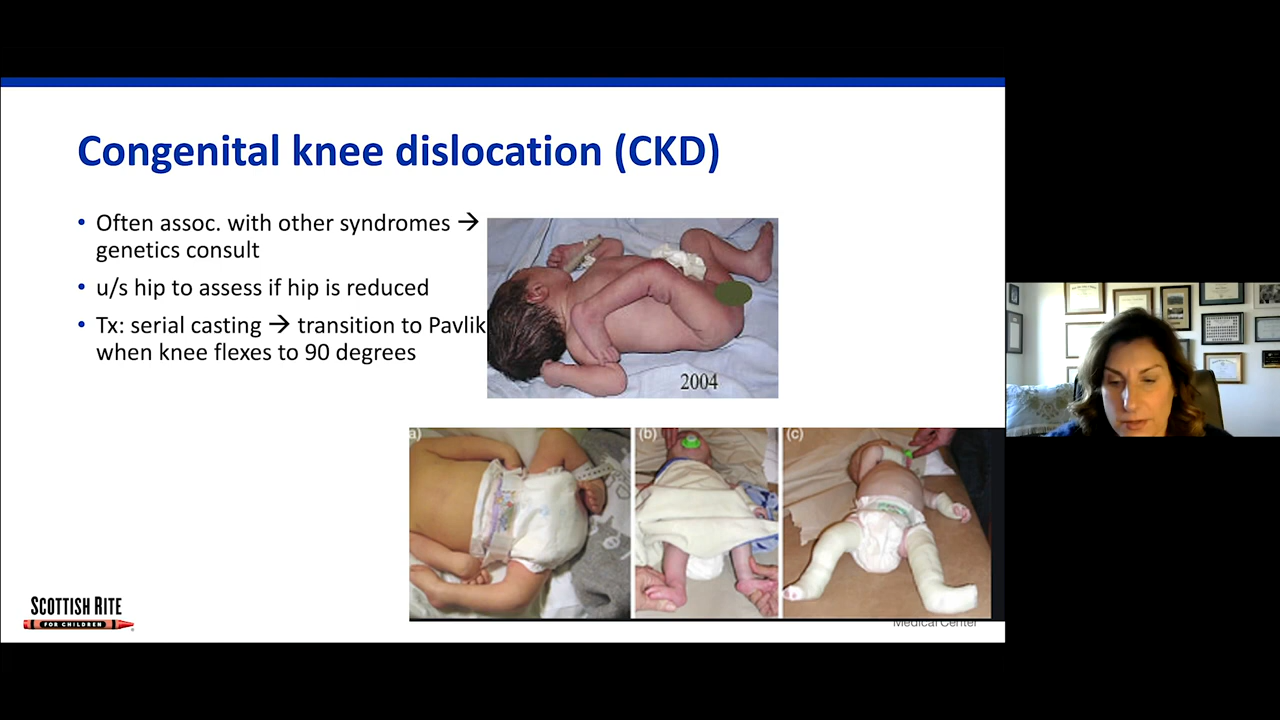 Congenital knee dislocation (CKD)
• Often assoc. with other syndromes →
genetics consult
• u/s hip to assess if hip is reduced
• Tx: serial casting → transition to Pavlik
when knee flexes to 90 degrees
2004
a)
(b)
(c)
SCOTTISH RITE
FOR CHILDREN
Medical Center